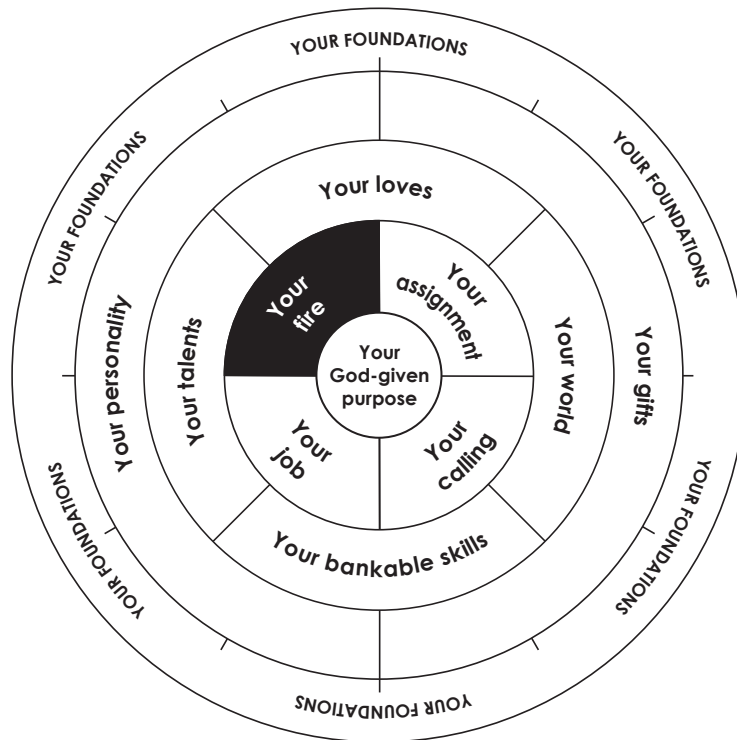 YOUR FOUNDATIONS
YOUR FOUNDATIONS
YOUR FOUNDATIONS
Your loves
Your
fire
Your
assignment
Your personality
Your talents
Your
God-given
purpose
Your world
Your gifts
Your
job
Your
calling
Your bankable skills
YOUR FOUNDATIONS
YOUR FOUNDATIONS
YOUR FOUNDATIONS